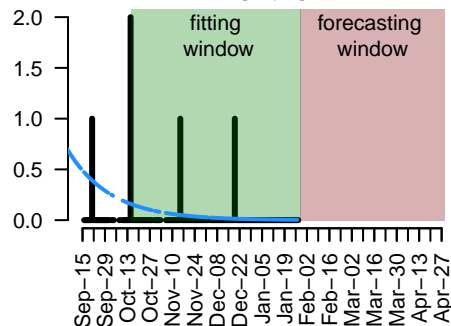 2.0
1.5
1.0
0.5
0.0
fitting
window
forecasting
window
Sep−15
Sep−29
Oct−13
Oct−27
Nov−10
Nov−24
Dec−08
Dec−22
Jan−05
Jan−19
Feb−02
Feb−16
Mar−02
Mar−16
Mar−30
Apr−13
Apr−27